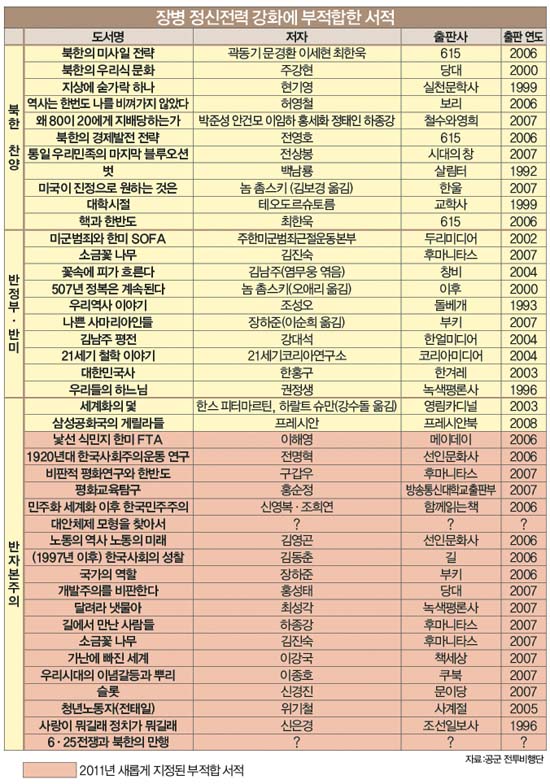 장병 정신전력 강화에 부적합한 서적
도서명 저자 출판사 출판 연도
북한 찬양
북한의 미사일 전략 곽동기 문경환 이세현 최한욱 615 2006
북한의 우리식 문화 주강현 당대 2000
지상에 숟가락 하나 현기영 실천문학사 1999
역사는 한번도 나를 비껴가지 않았다 허영철 보리 2006
왜 80이 20에게 지배당하는가 박준성 안건모 이임하 홍세화 정태인 하종강 철수와영희 2007
북한의 경제발전 전략 전영호 615 2006
통일 우리민족의 마지막 블루오션 전상봉 시대의 창 2007
벗 백남룡 살림터 1992
미국이 진정으로 원하는 것은 놈 촘스키 (김보경 옮김) 한울 2007
대학시절 테오도르슈토름 교학사 1999
핵과 한반도 최한욱 615 2006
반정부·반미
미군범죄와 한미 SOFA 주한미군범죄근절운동본부 두리미디어 2002
소금꽃 나무 김진숙 후마니타스 2007
꽃속에 피가 흐른다 김남주(염무웅 엮음) 창비 2004
507년 정복은 계속된다 놈 촘스키(오애리 옮김) 이후 2000
우리역사 이야기 조성오 돌베개 1993
나쁜 사마리아인들 장하준(이순희 옮김) 부키 2007
김남주 평전 강대석 한얼미디어 2004
21세기 철학 이야기 21세기코리아연구소 코리아미디어 2004
대한민국사 한홍구 한겨레 2003
우리들의 하느님 권정생 녹색평론사 1996
반자본주의
세계화의 덫 한스 피터마르틴, 하랄트 슈만(강수돌 옮김) 영림카디널 2003
삼성공화국의 게릴라들 프레시안 프레시안북 2008
낯선 식민지 한미 FTA 이해영 메이데이 2006
1920년대 한국사회주의운동 연구 전명혁 선인문화사 2006
비판적 평화연구와 한반도 구갑우 후마니타스 2007
평화교육탐구 홍순정 방송통신대학교출판부 2007
민주화 세계화 이후 한국민주주의 신영복·조희연 함께읽는책 2006
대안체제 모형을 찾아서 ? ? ?
노동의 역사 노동의 미래 김영곤 선인문화사 2006
(1997년 이후) 한국사회의 성찰 김동춘 길 2006
국가의 역할 장하준 부키 2006
개발주의를 비판한다 홍성태 당대 2007
달려라 냇물아 최성각 녹색평론사 2007
길에서 만난 사람들 하종강 후마니타스 2007
소금꽃 나무 김진숙 후마니타스 2007
가난에 빠진 세계 이강국 책세상 2007
우리시대의 이념갈등과 뿌리 이종호 쿠북 2007
슬롯 신경진 문이당 2007
청년노동자(전태일) 위기철 사계절 2005
사랑이 뭐길래 정치가 뭐길래 신은경 조선일보사 1996
6·25전쟁과 북한의 만행 ? ? ?
2011년 새롭게 지정된 부적합 서적
자료:공군 전투비행단